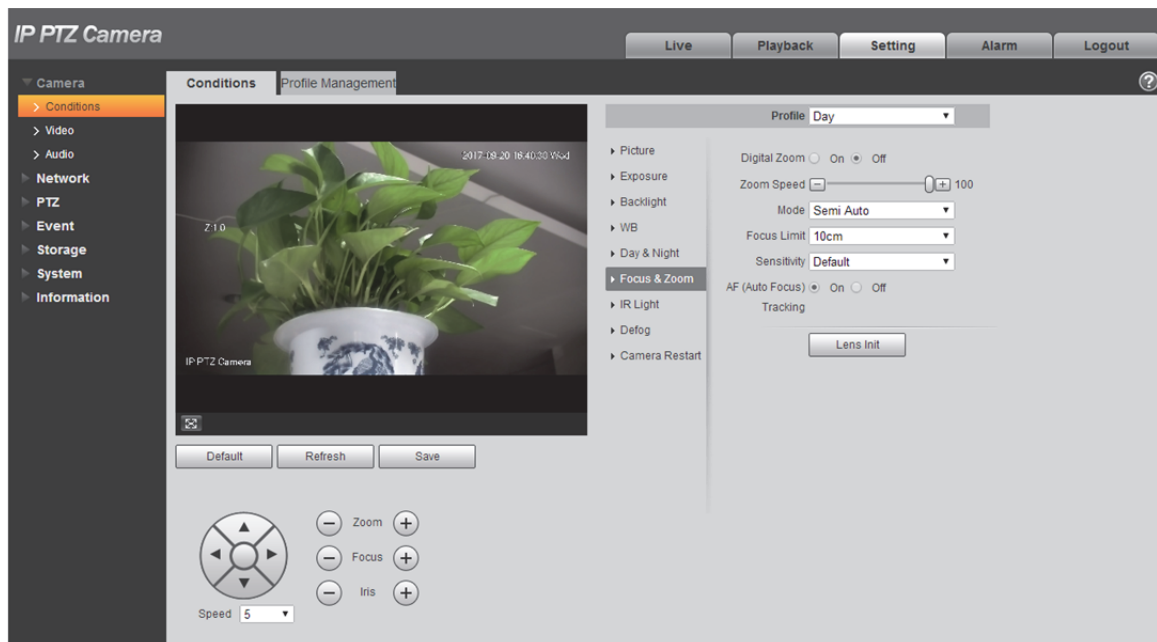 IP PTZ Camera
Live
Playback
Setting
Alarm
Logout
Camera
Conditions
Video
Audio
Network
PTZ
Event
Storage
System
Information
Conditions
Profile Management
?
2017-09-20 16:40:30 Wed
Z:1.0
IP PTZ Camera
Default
Refresh
Save
Zoom
Focus
Iris
Speed 5
Profile Day
Picture
Exposure
Backlight
WB
Day & Night
Focus & Zoom
IR Light
Defog
Camera Restart
Digital Zoom On Off
Zoom Speed 100
Mode Semi Auto
Focus Limit 10cm
Sensitivity Default
AF (Auto Focus) On Off
Tracking
Lens Init